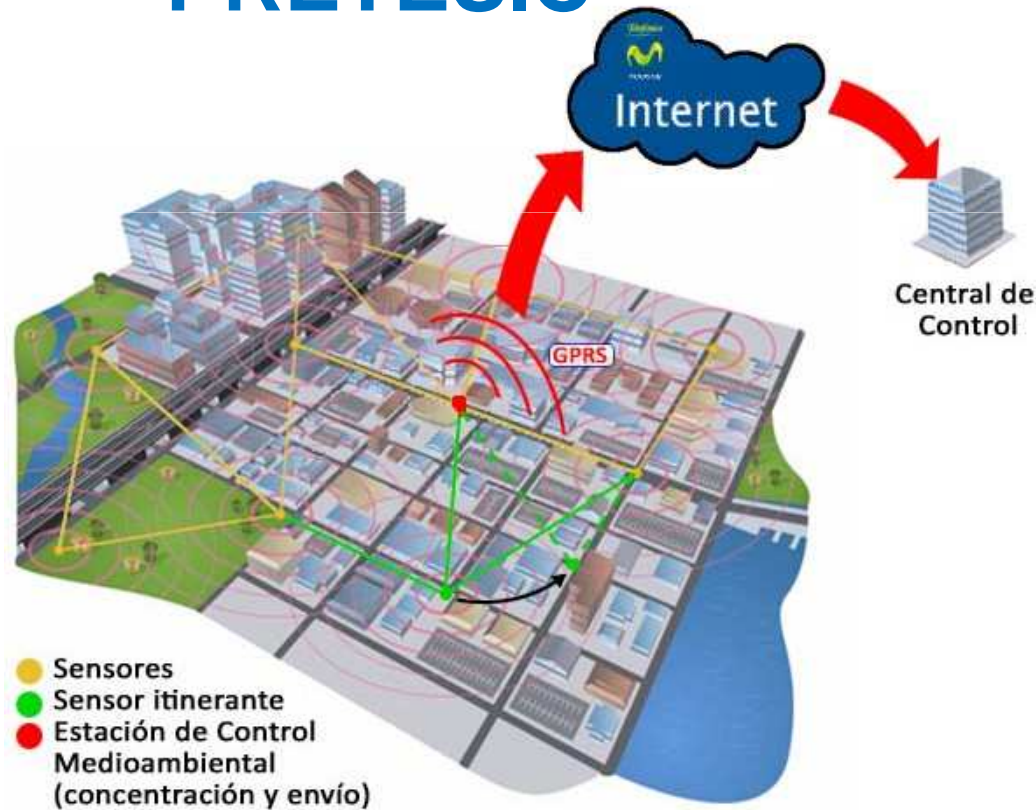 Internet
GPRS
Central de
Control
Sensores
Sensor itinerante
Estación de Control
Medioambiental
(concentración y envío)